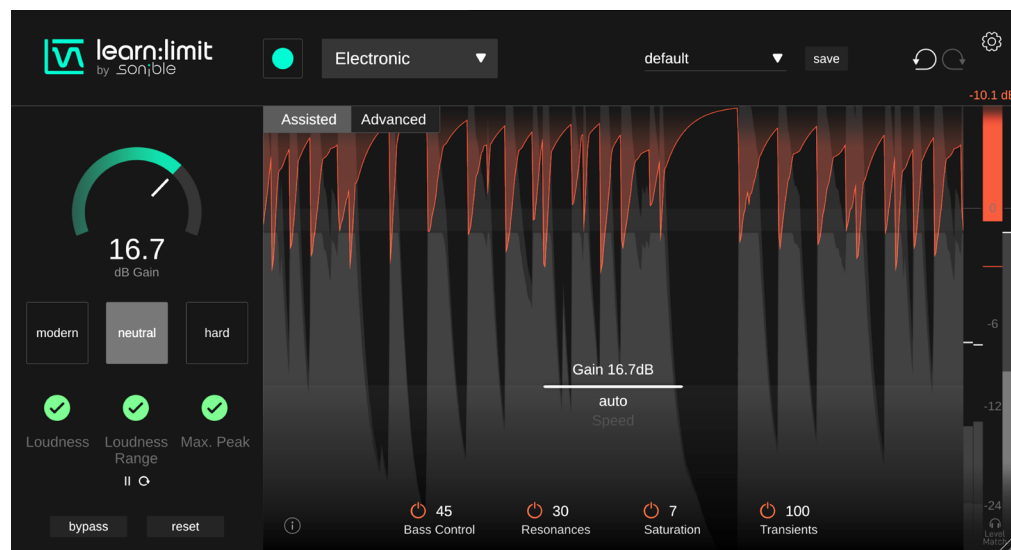 learn:limit
by sonible
Electronic
default
save
-10.1 dB
Assisted
Advanced
16.7
dB Gain
modern
neutral
hard
Loudness
Loudness
Range
Max. Peak
bypass
reset
Gain 16.7dB
auto
Speed
45
Bass Control
30
Resonances
7
Saturation
100
Transients
0
-6
-12
-24
Level
Match